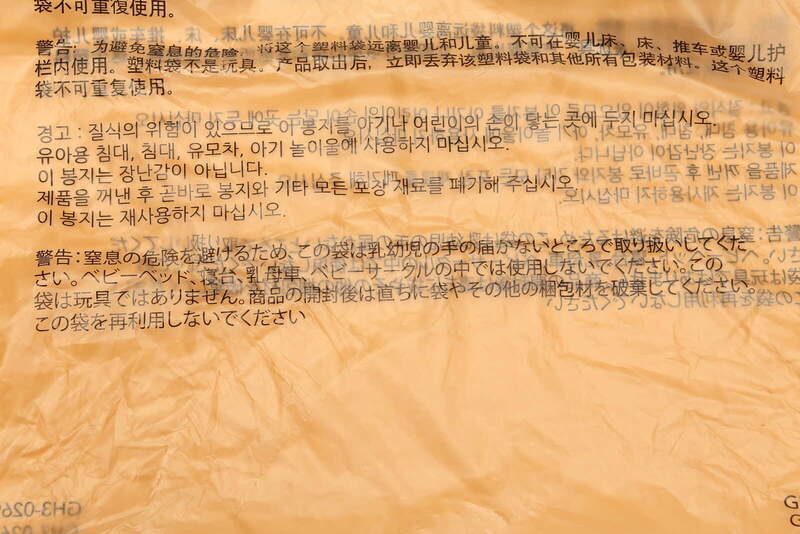 袋不可重復使用。
警告：为避免窒息的危险，将这个塑料袋远离婴儿和儿童。不可在婴儿床、床、推车或婴儿护
栏内使用。塑料袋不是玩具。产品取出后，立即丢弃该塑料袋和其他所有包装材料。这个塑料
袋不可重复使用。
경고 : 질식의 위험이 있으므로 이 봉지를 아기나 어린이의 손이 닿는 곳에 두지 마십시오.
유아용 침대, 침대, 유모차, 아기 놀이울에 사용하지 마십시오.
이 봉지는 장난감이 아닙니다.
제품을 꺼낸 후 곧바로 봉지와 기타 모든 포장 재료를 폐기해 주십시오.
이 봉지는 재사용하지 마십시오.
警告：窒息の危険を避けるため、この袋は乳幼児の手の届かないところで取り扱いしてくだ
さい。ベビーベッド、寝台、乳母車、ベビーサークルの中では使用しないでください。この
袋は玩具ではありません。商品の開封後は直ちに袋やその他の梱包材を破棄してください。
この袋を再利用しないでください